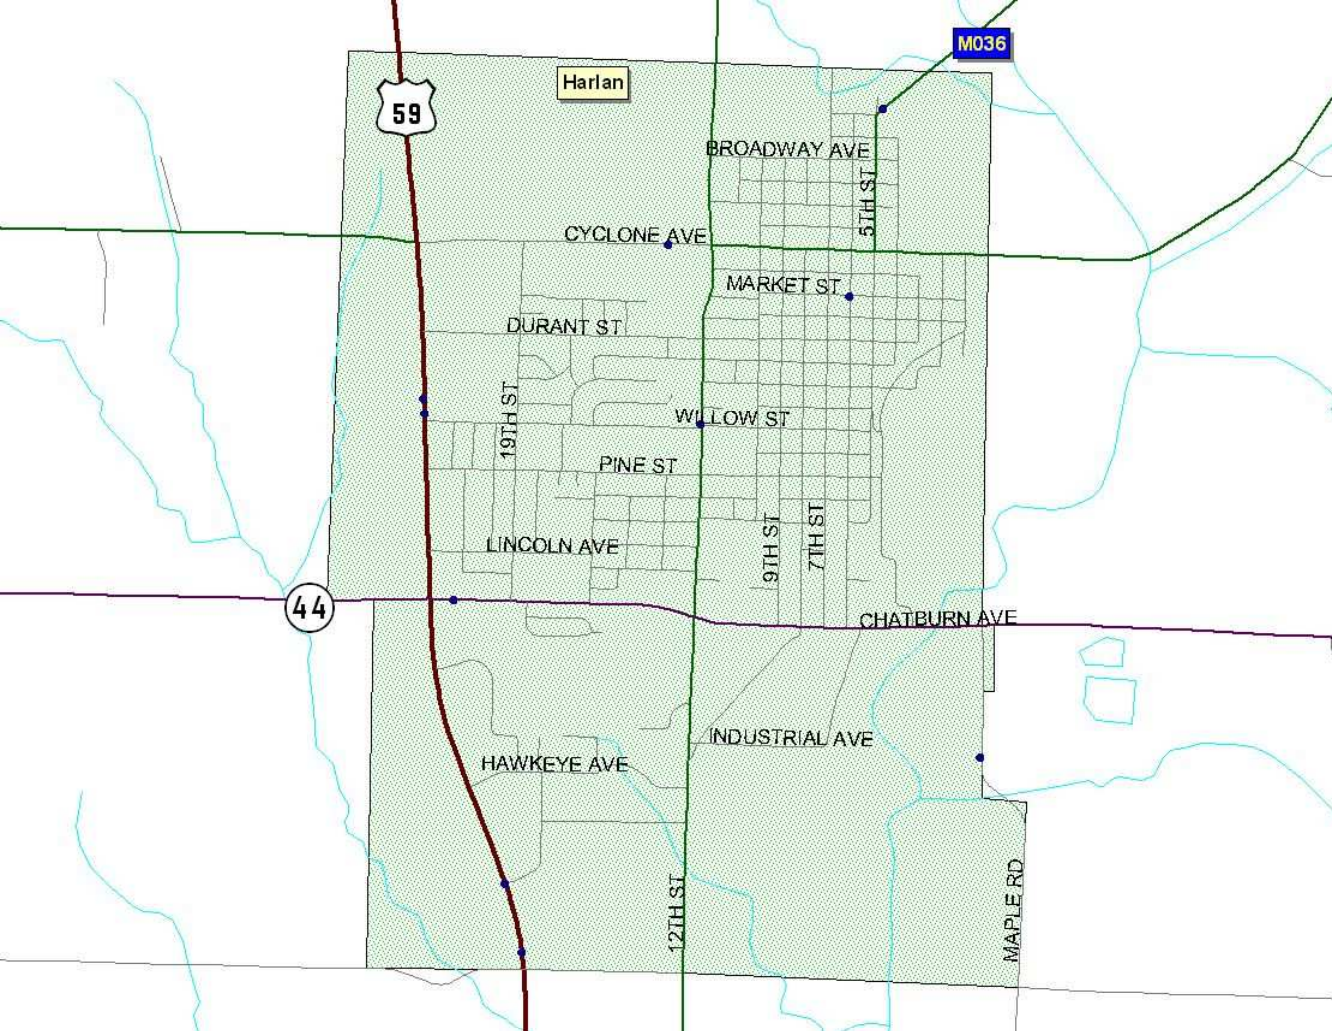 M036
Harlan
59
BROADWAY AVE
5TH ST
CYCLONE AVE
MARKET ST
DURANT ST
19TH ST
WILLOW ST
PINE ST
9TH ST
7TH ST
LINCOLN AVE
44
CHATBURN AVE
INDUSTRIAL AVE
HAWKEYE AVE
12TH ST
MAPLE RD